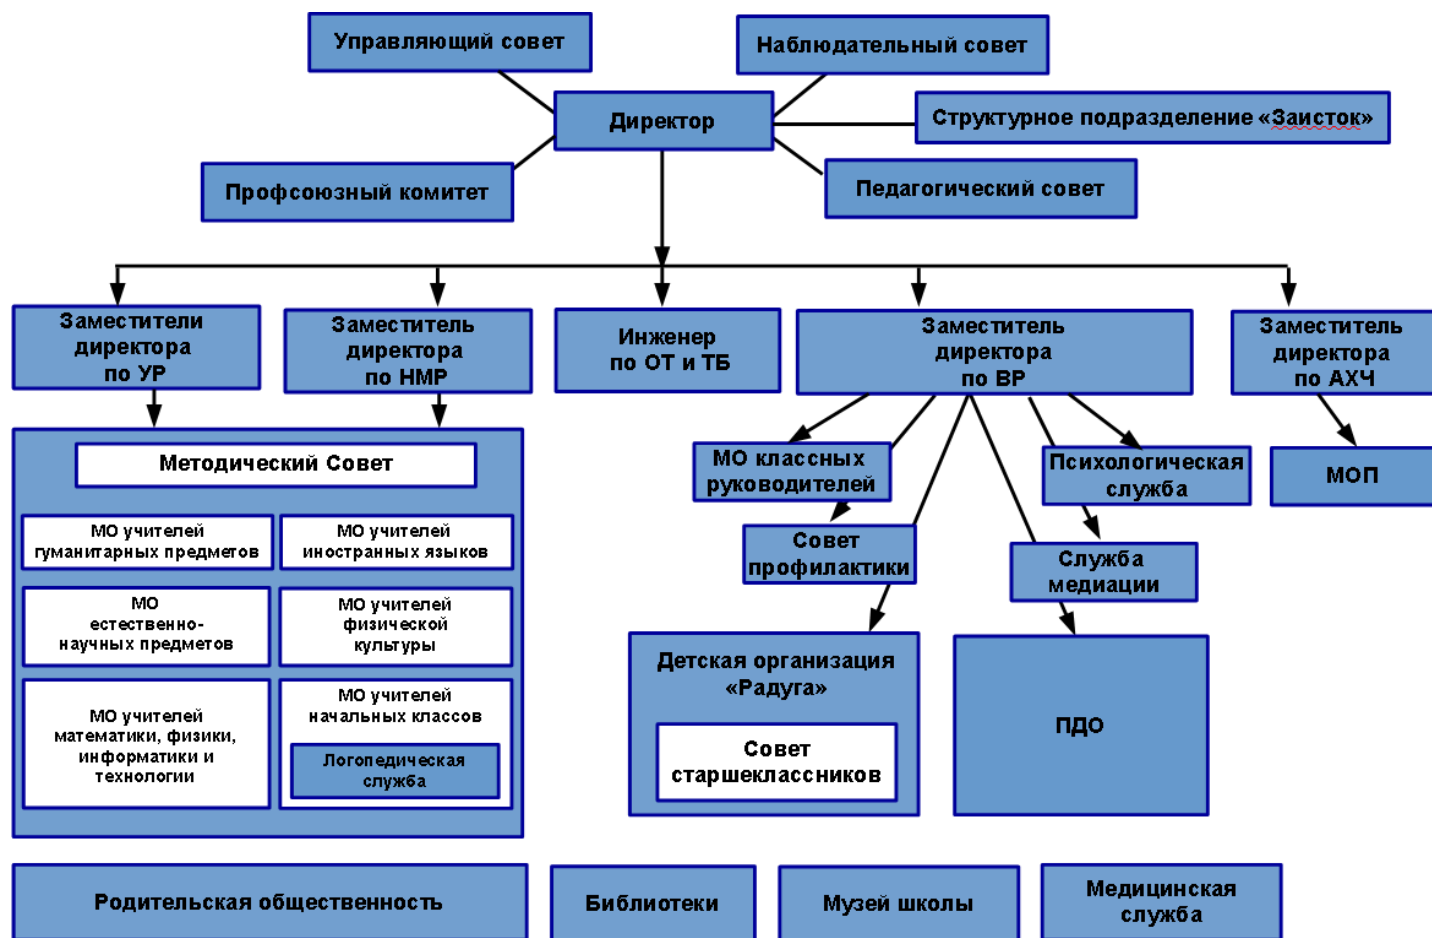 Управляющий совет
Наблюдательный совет
Директор
Структурное подразделение «Заисток»
Профсоюзный комитет
Педагогический совет
Заместители
директора
по УР
Заместитель
директора
по НМР
Инженер
по ОТ и ТБ
Заместитель
директора
по ВР
Заместитель
директора
по АХЧ
Методический Совет
МО учителей
гуманитарных предметов
МО учителей
иностранных языков
МО
естественно-
научных предметов
МО учителей
физической
культуры
МО учителей
математики, физики,
информатики и
технологии
МО учителей
начальных классов
Логопедическая
служба
МО классных
руководителей
Психологическая
служба
МОП
Совет
профилактики
Служба
медиации
Детская организация
«Радуга»
Совет
старшеклассников
ПДО
Родительская общественность
Библиотеки
Музей школы
Медицинская
служба